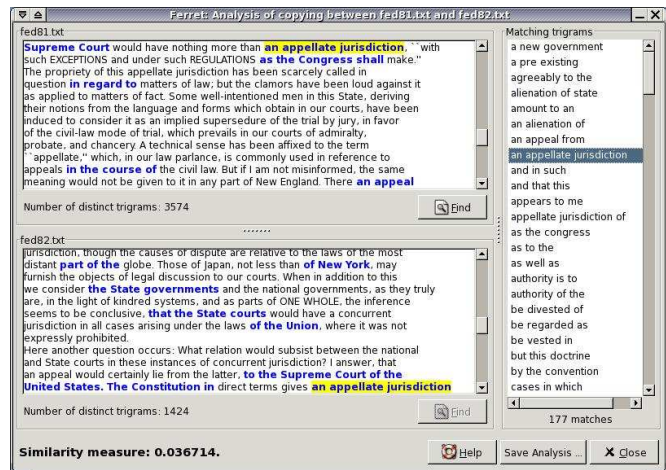 Ferret: Analysis of copying between fed81.txt and fed82.txt
fed81.txt
Supreme Court would have nothing more than an appellate jurisdiction, ``with
such EXCEPTIONS and under such REGULATIONS as the Congress shall make.''
The propriety of this appellate jurisdiction has been scarcely called in
question in regard to matters of law; but the clamors have been loud against it
as applied to matters of fact. Some well-intentioned men in this State, deriving
their notions from the language and forms which obtain in our courts, have been
induced to consider it as an implied supersedure of the trial by jury, in favor
of the civil-law mode of trial, which prevails in our courts of admiralty,
probate, and chancery. A technical sense has been affixed to the term
``appellate,'' which, in our law parlance, is commonly used in reference to
appeals in the course of the civil law. But if I am not misinformed, the same
meaning would not be given to it in any part of New England. There an appeal
Number of distinct trigrams: 3574
Find
fed82.txt
jurisdiction, though the causes of dispute are relative to the laws of the most
distant part of the globe. Those of Japan, not less than of New York, may
furnish the objects of legal discussion to our courts. When in addition to this
we consider the State governments and the national governments, as they truly
are, in the light of kindred systems, and as parts of ONE WHOLE, the inference
seems to be conclusive, that the State courts would have a concurrent
jurisdiction in all cases arising under the laws of the Union, where it was not
expressly prohibited.
Here another question occurs: What relation would subsist between the national
and State courts in these instances of concurrent jurisdiction? I answer, that
an appeal would certainly lie from the latter, to the Supreme Court of the
United States. The Constitution in direct terms gives an appellate jurisdiction
Number of distinct trigrams: 1424
Find
Matching trigrams
a new government
a pre existing
agreeably to the
alienation of state
amount to an
an alienation of
an appeal from
an appellate jurisdiction
and in such
and that this
appears to me
appellate jurisdiction of
as the congress
as to the
as well as
authority is to
authority of the
be divested of
be regarded as
be vested in
but this doctrine
by the convention
cases in which
177 matches
Similarity measure: 0.036714.
Help
Save Analysis ...
Close